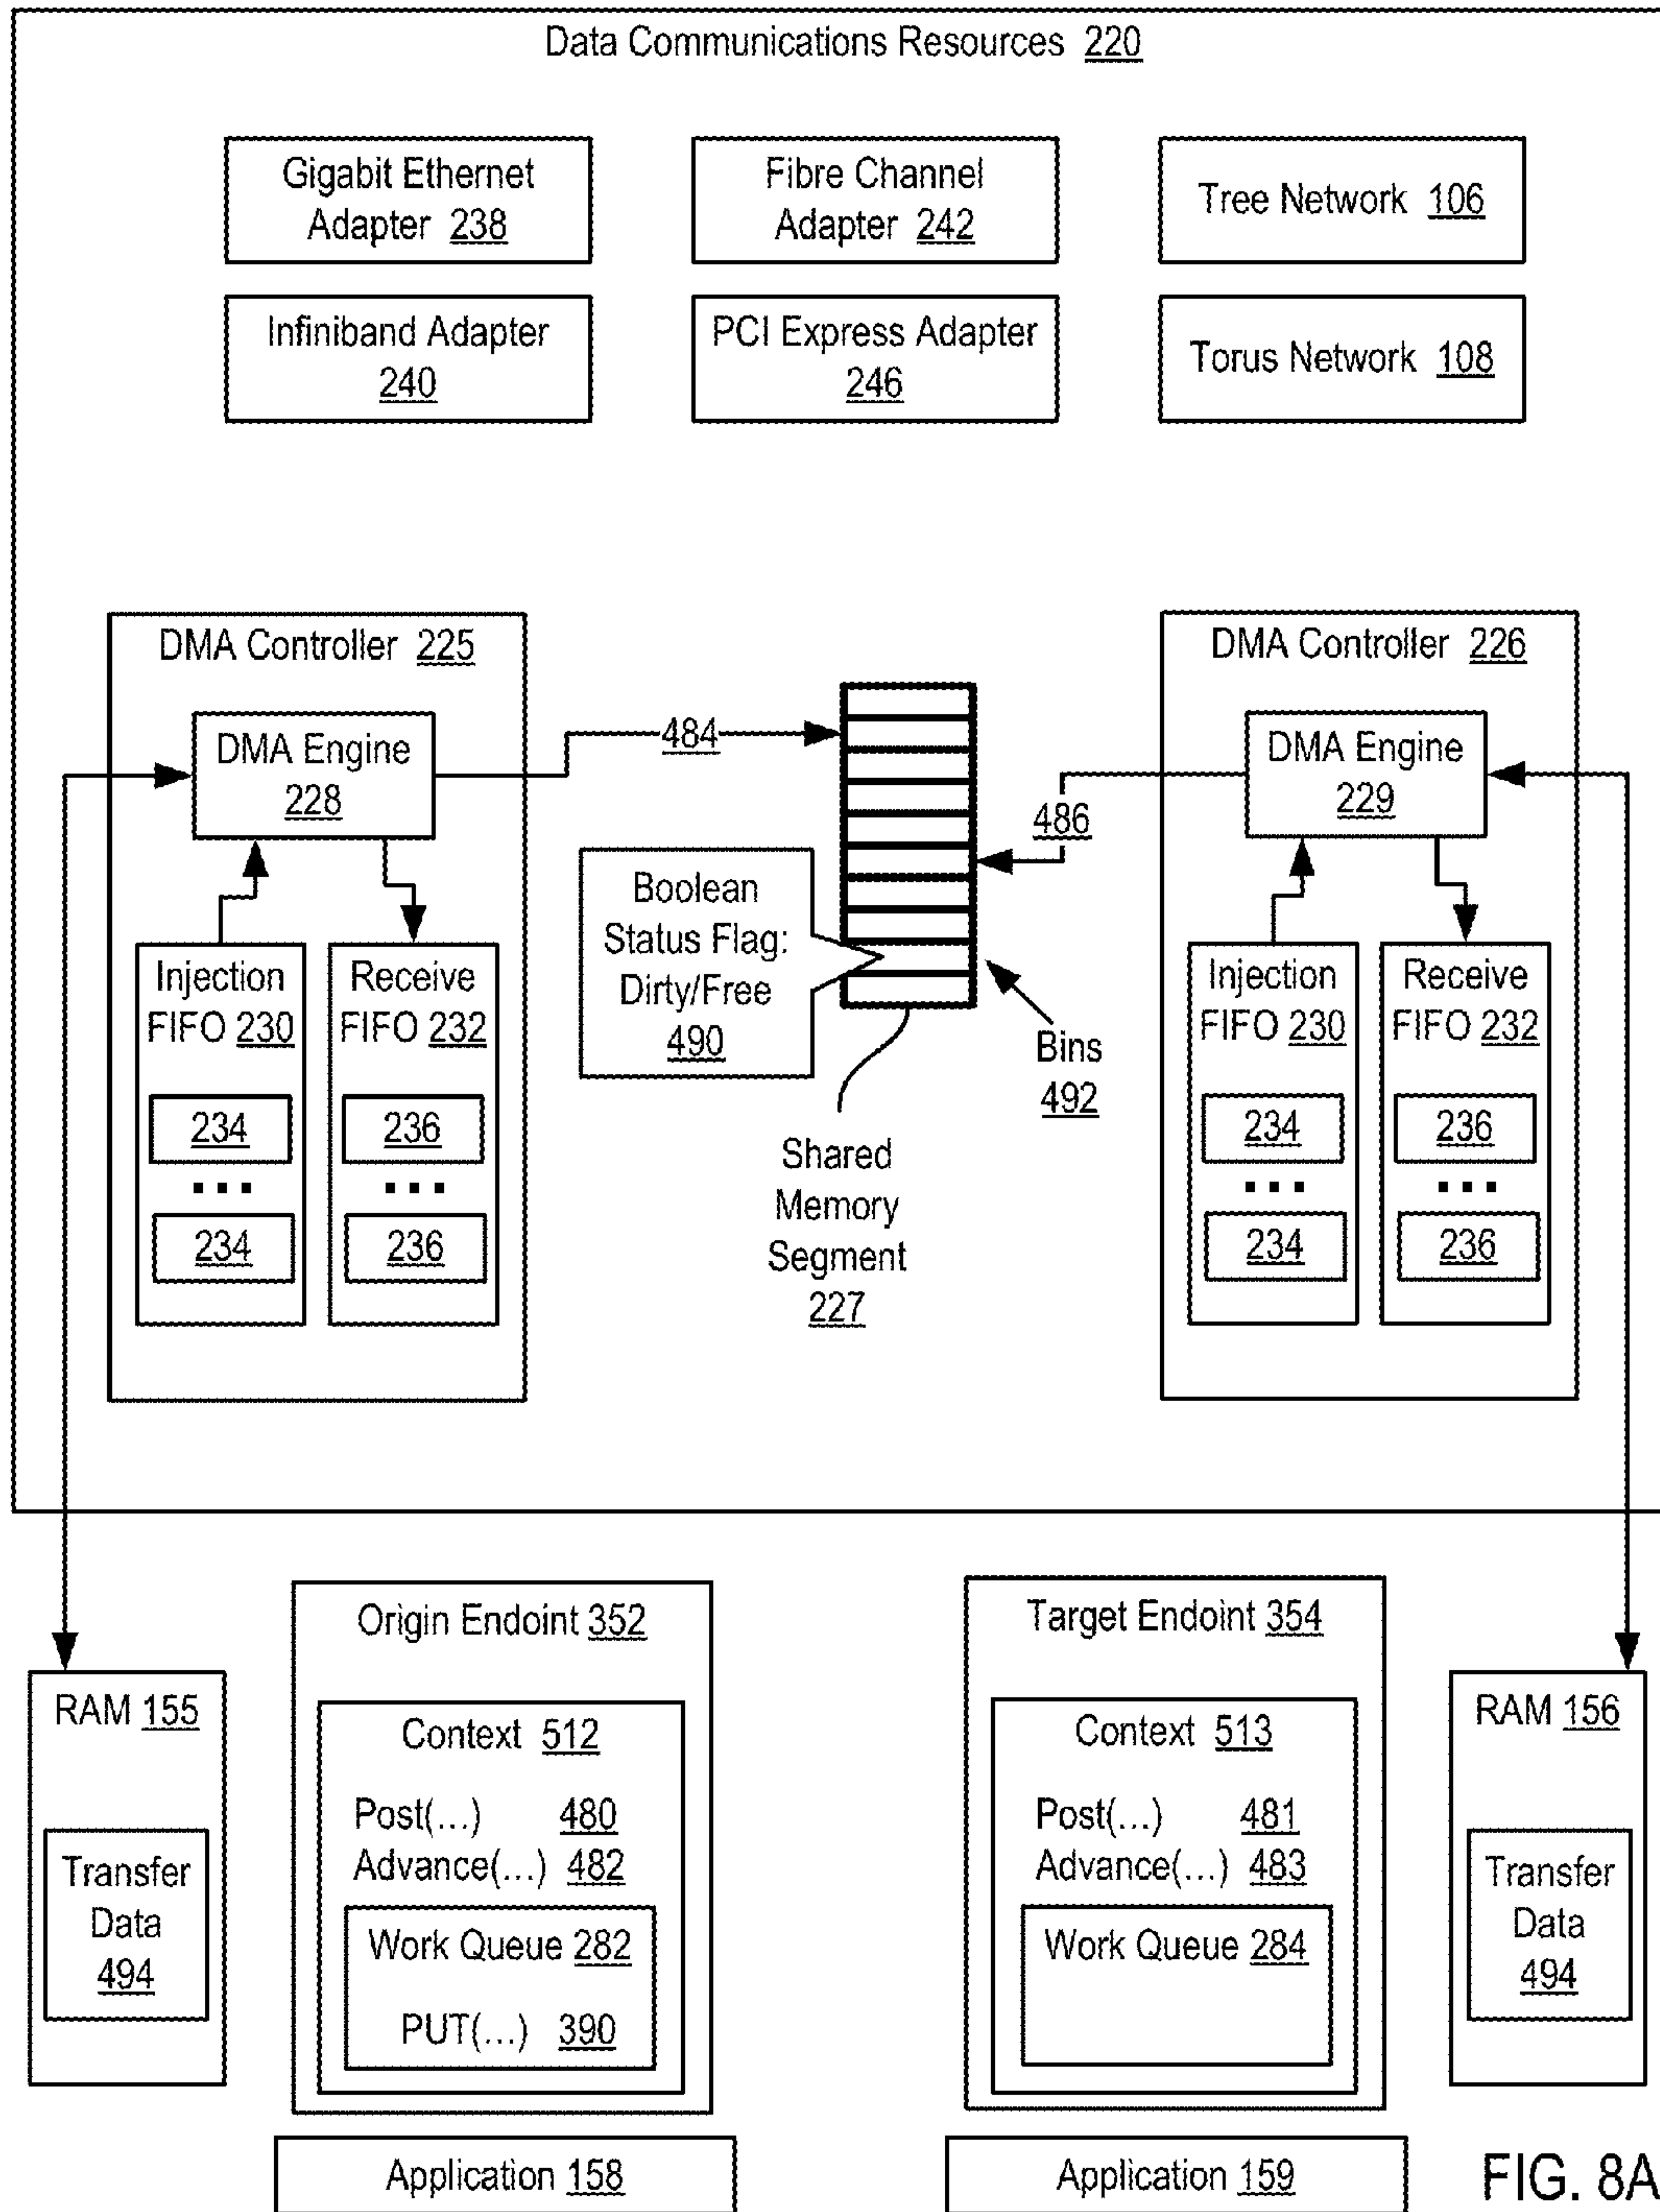 Data Communications Resources 220
Gigabit Ethernet
Adapter 238
Fibre Channel
Adapter 242
Tree Network 106
Infiniband Adapter
240
PCI Express Adapter
246
Torus Network 108
DMA Controller 225
DMA Engine
228
Injection
FIFO 230
234
...
234
Receive
FIFO 232
236
...
236
484
Boolean
Status Flag:
Dirty/Free
490
486
Bins
492
Shared
Memory
Segment
227
DMA Controller 226
DMA Engine
229
Injection
FIFO 230
234
...
234
Receive
FIFO 232
236
...
236
RAM 155
Transfer
Data
494
Origin Endoint 352
Context 512
Post(...) 480
Advance(...) 482
Work Queue 282
PUT(...) 390
Target Endoint 354
Context 513
Post(...) 481
Advance(...) 483
Work Queue 284
RAM 156
Transfer
Data
494
Application 158
Application 159
FIG. 8A